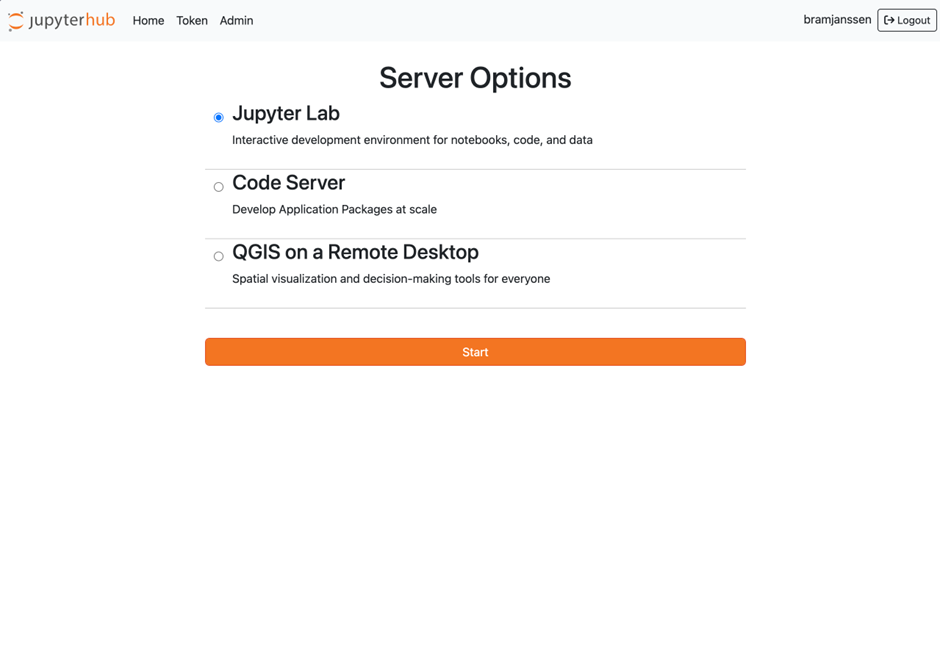 jupyterhub Home Token Admin bramjanssen Logout
Server Options
Jupyter Lab
Interactive development environment for notebooks, code, and data
Code Server
Develop Application Packages at scale
QGIS on a Remote Desktop
Spatial visualization and decision-making tools for everyone
Start